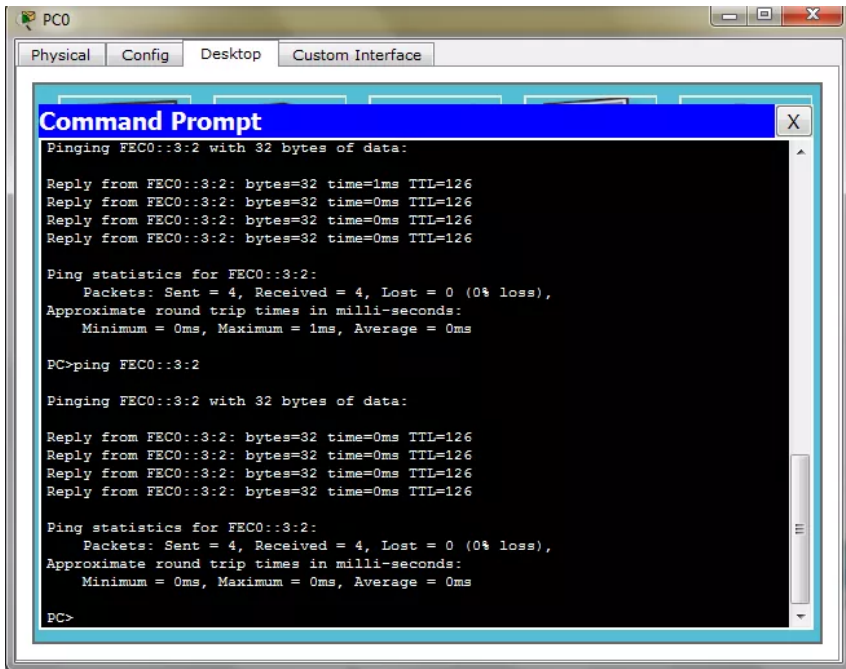 PC0
Physical Config Desktop Custom Interface
Command Prompt X
Pinging FEC0::3:2 with 32 bytes of data:
Reply from FEC0::3:2: bytes=32 time=1ms TTL=126
Reply from FEC0::3:2: bytes=32 time=0ms TTL=126
Reply from FEC0::3:2: bytes=32 time=0ms TTL=126
Reply from FEC0::3:2: bytes=32 time=0ms TTL=126
Ping statistics for FEC0::3:2:
Packets: Sent = 4, Received = 4, Lost = 0 (0% loss),
Approximate round trip times in milli-seconds:
Minimum = 0ms, Maximum = 1ms, Average = 0ms
PC>ping FEC0::3:2
Pinging FEC0::3:2 with 32 bytes of data:
Reply from FEC0::3:2: bytes=32 time=0ms TTL=126
Reply from FEC0::3:2: bytes=32 time=0ms TTL=126
Reply from FEC0::3:2: bytes=32 time=0ms TTL=126
Reply from FEC0::3:2: bytes=32 time=0ms TTL=126
Ping statistics for FEC0::3:2:
Packets: Sent = 4, Received = 4, Lost = 0 (0% loss),
Approximate round trip times in milli-seconds:
Minimum = 0ms, Maximum = 0ms, Average = 0ms
PC>